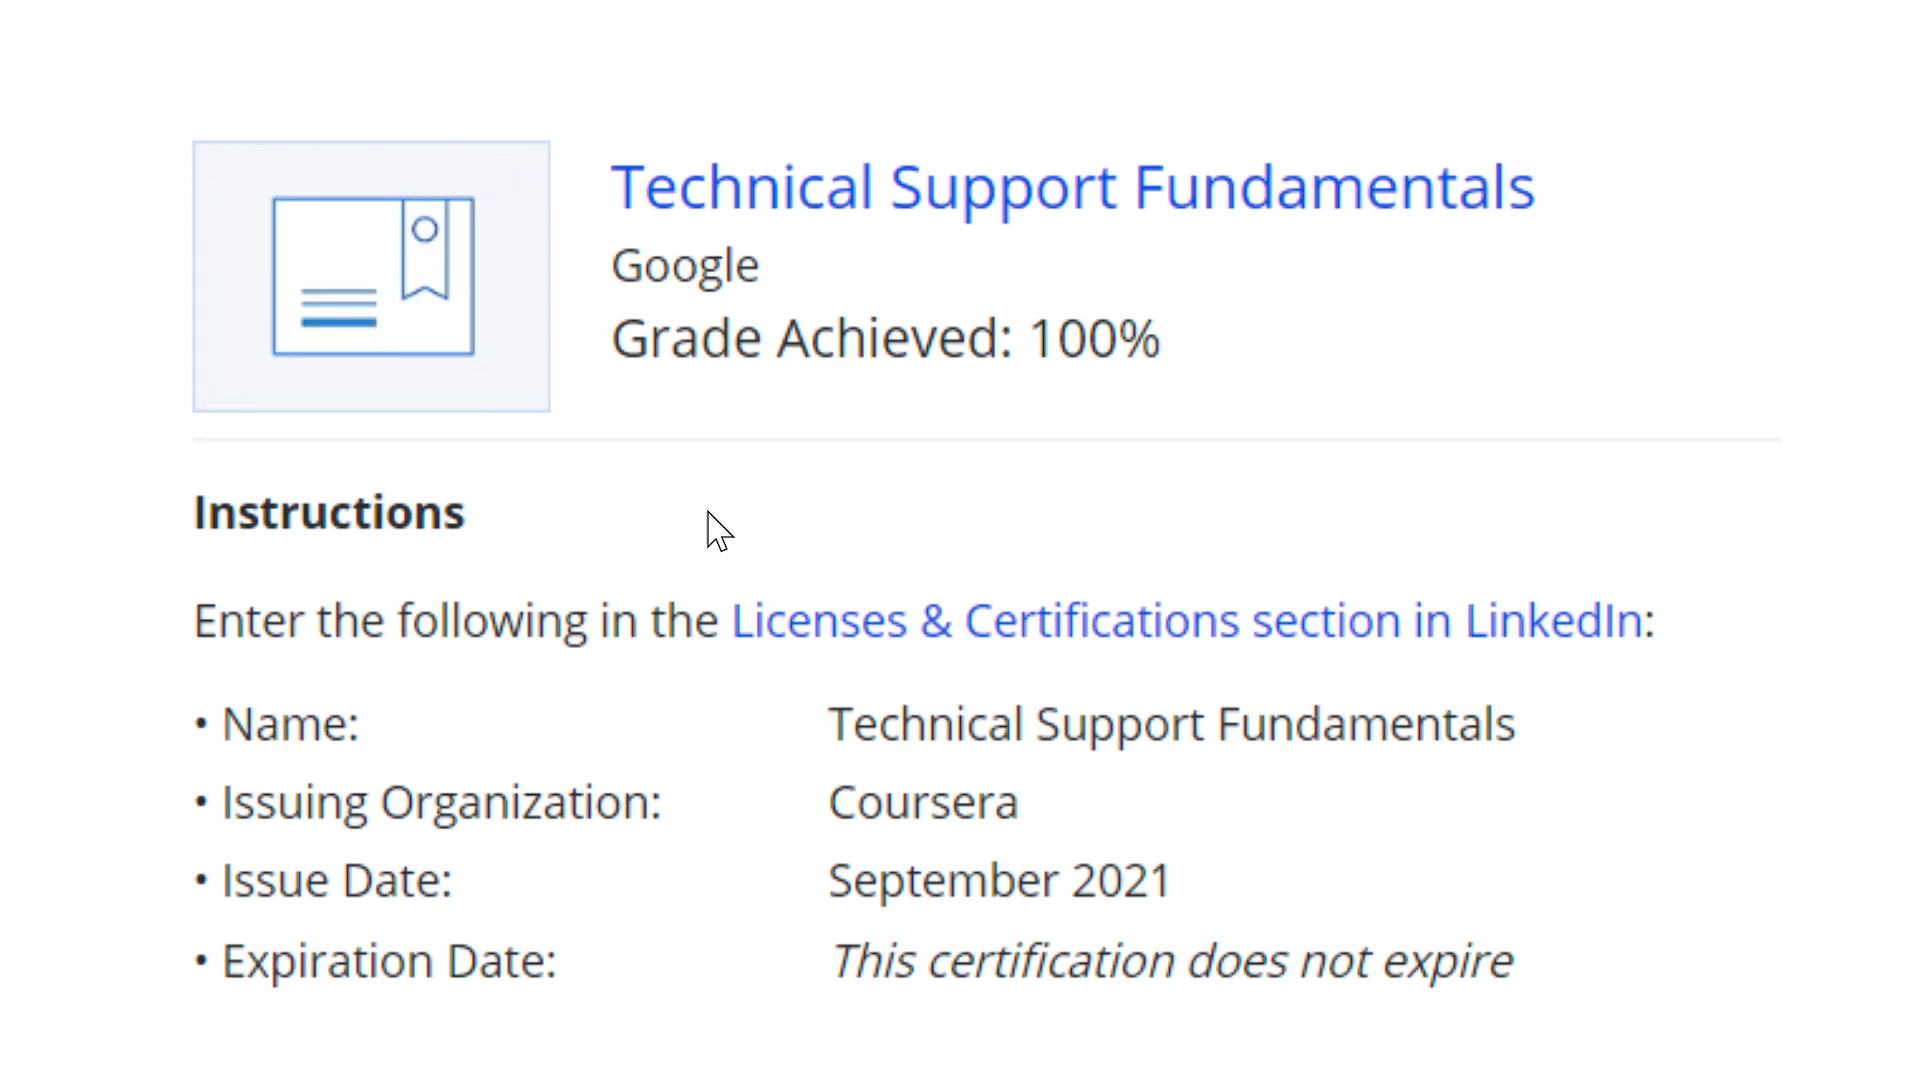 Technical Support Fundamentals
Google
Grade Achieved: 100%
Instructions
Enter the following in the Licenses & Certifications section in LinkedIn:
• Name: Technical Support Fundamentals
• Issuing Organization: Coursera
• Issue Date: September 2021
• Expiration Date: This certification does not expire